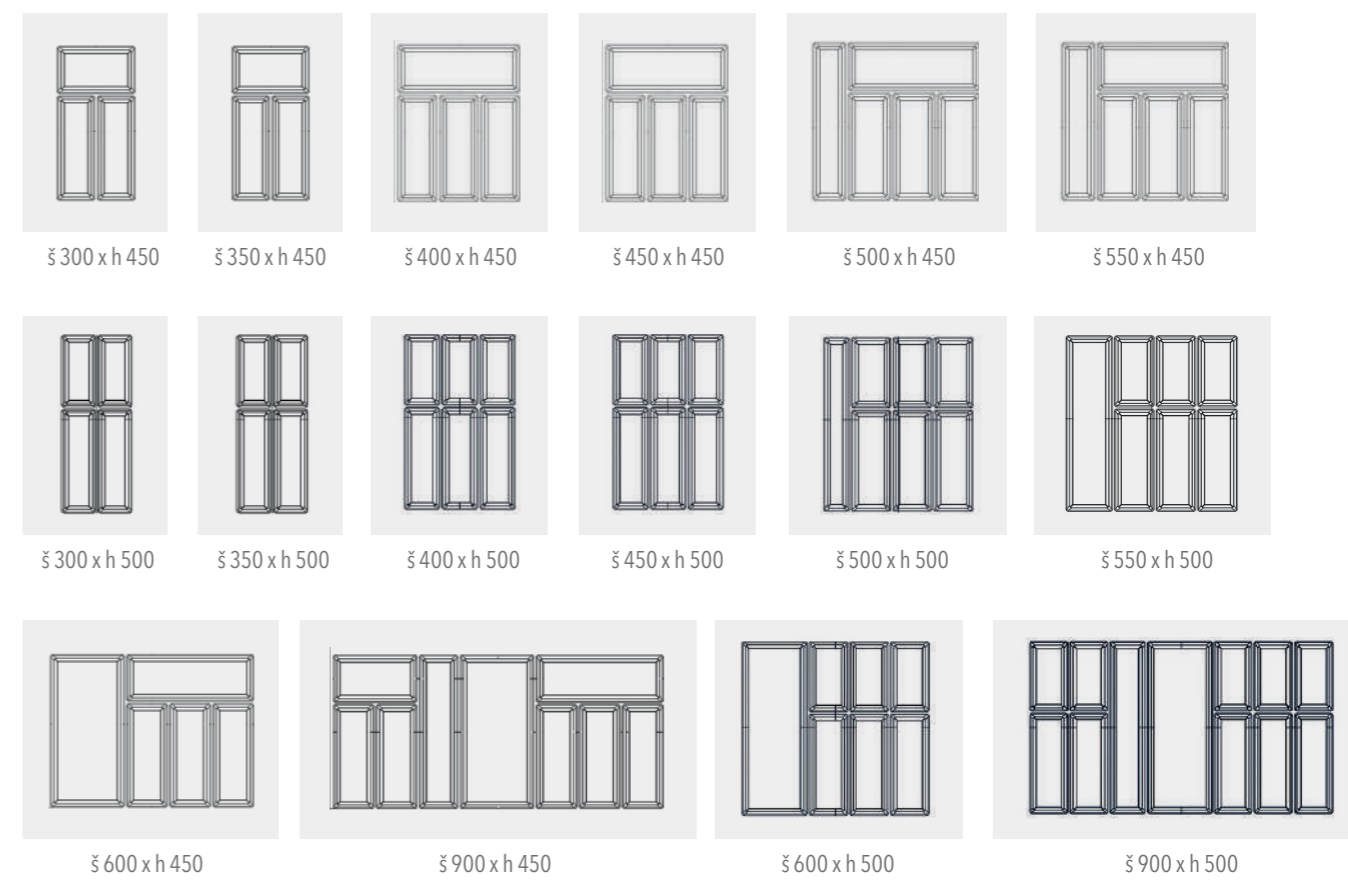 š 300 x h 450
š 350 x h 450
š 400 x h 450
š 450 x h 450
š 500 x h 450
š 550 x h 450
š 300 x h 500
š 350 x h 500
š 400 x h 500
š 450 x h 500
š 500 x h 500
š 550 x h 500
š 600 x h 450
š 900 x h 450
š 600 x h 500
š 900 x h 500